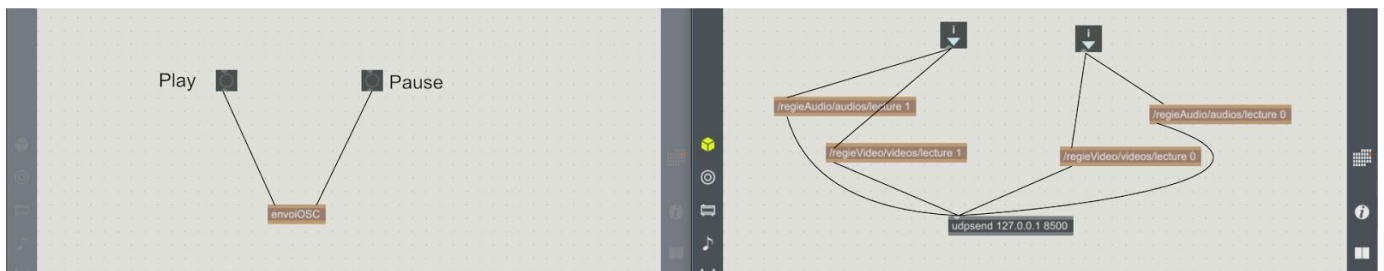 Play
Pause
envoiOSC
i
i
/regieAudio/audios/lecture 1
/regieAudio/audios/lecture 0
/regieVideo/videos/lecture 1
/regieVideo/videos/lecture 0
udpsend 127.0.0.1 8500